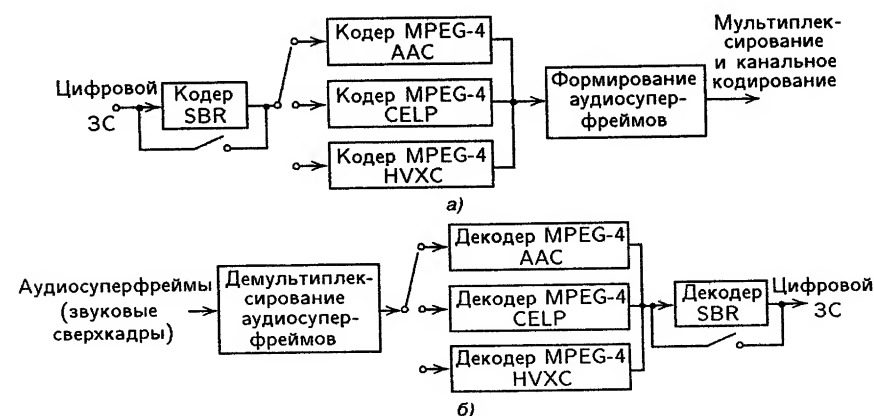 Кодер MPEG-4
AAC
Мультиплек-
сирование
и канальное
кодирование
Цифровой
ЗС
Кодер
SBR
Кодер MPEG-4
CELP
Формирование
аудиосупер-
фреймов
Кодер MPEG-4
HVXC
а)
Декодер MPEG-4
AAC
Аудиосуперфреймы
(звуковые
сверхкадры)
Демультиплек-
сирование
аудиосупер-
фреймов
Декодер MPEG-4
CELP
Декодер
SBR
Цифровой
ЗС
Декодер MPEG-4
HVXC
б)